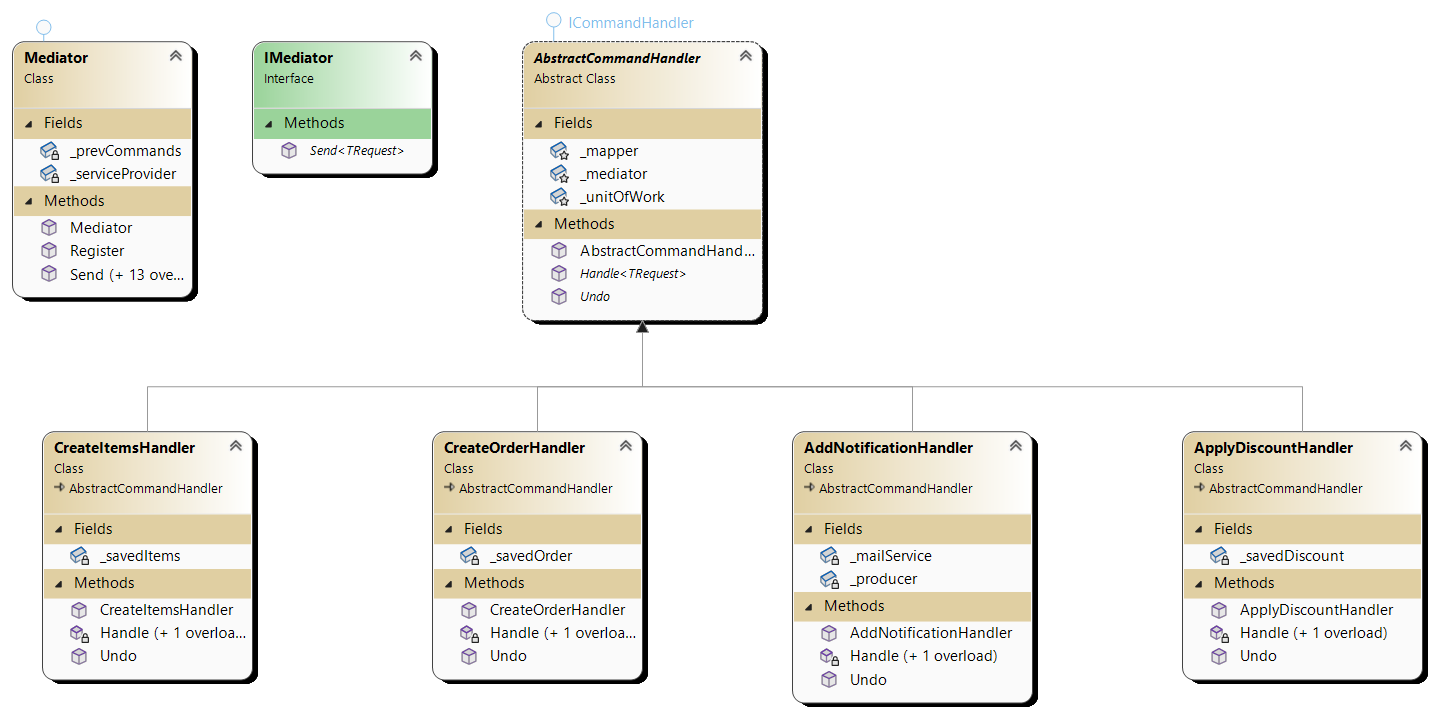 Mediator
Class
Fields
_prevCommands
_serviceProvider
Methods
Mediator
Register
Send (+ 13 ove...
IMediator
Interface
Methods
Send<TRequest>
ICommandHandler
AbstractCommandHandler
Abstract Class
Fields
_mapper
_mediator
_unitOfWork
Methods
AbstractCommandHand...
Handle<TRequest>
Undo
CreateItemsHandler
Class
AbstractCommandHandler
Fields
_savedItems
Methods
CreateItemsHandler
Handle (+ 1 overloa...
Undo
CreateOrderHandler
Class
AbstractCommandHandler
Fields
_savedOrder
Methods
CreateOrderHandler
Handle (+ 1 overloa...
Undo
AddNotificationHandler
Class
AbstractCommandHandler
Fields
_mailService
_producer
Methods
AddNotificationHandler
Handle (+ 1 overload)
Undo
ApplyDiscountHandler
Class
AbstractCommandHandler
Fields
_savedDiscount
Methods
ApplyDiscountHandler
Handle (+ 1 overload)
Undo